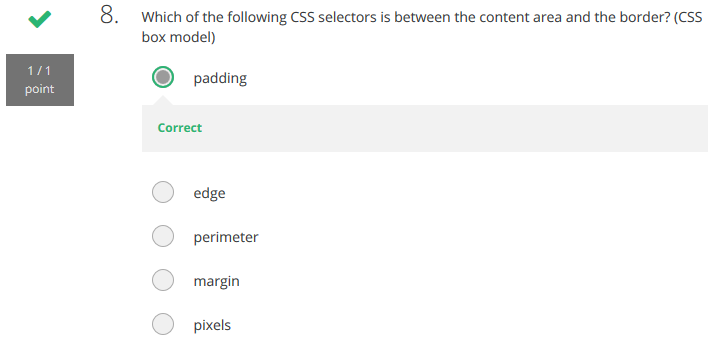 8.
Which of the following CSS selectors is between the content area and the border? (CSS
box model)
1 / 1
point
padding
Correct
edge
perimeter
margin
pixels